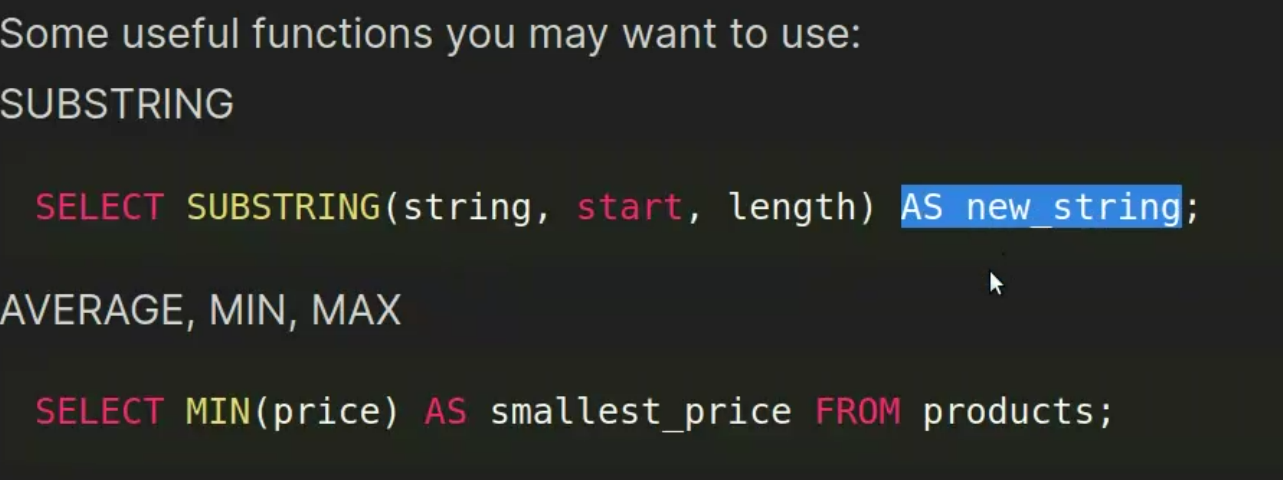 Some useful functions you may want to use:
SUBSTRING
SELECT SUBSTRING(string, start, length) AS new_string;
AVERAGE, MIN, MAX
SELECT MIN(price) AS smallest_price FROM products;